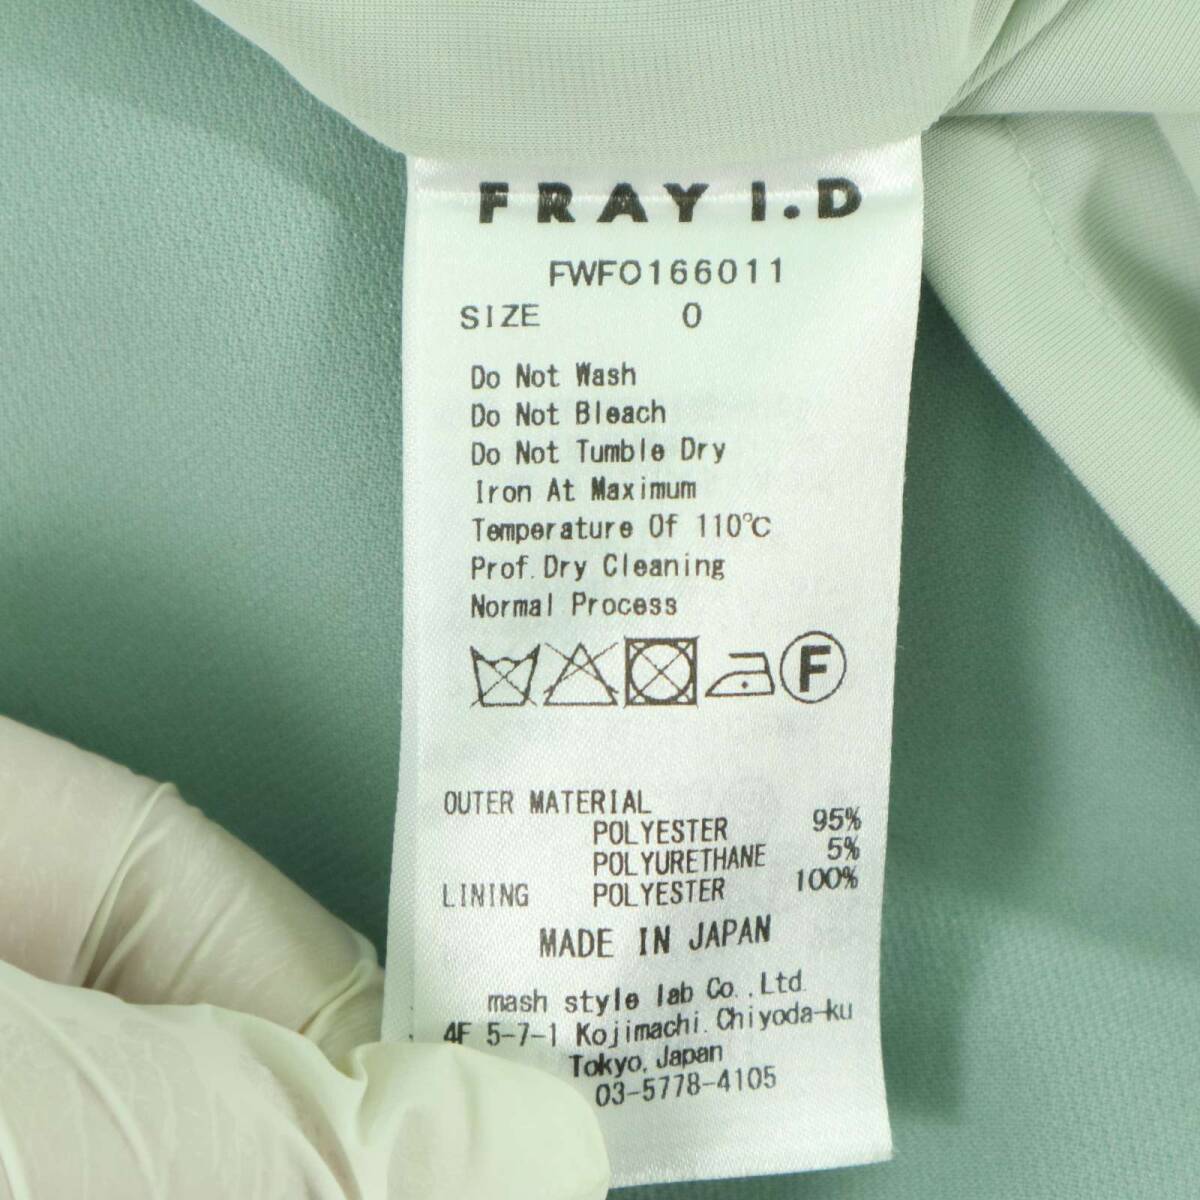 FRAY I.D
FWFO166011
SIZE 0
Do Not Wash
Do Not Bleach
Do Not Tumble Dry
Iron At Maximum
Temperature Of 110℃
Prof.Dry Cleaning
Normal Process
F
OUTER MATERIAL
POLYESTER 95%
POLYURETHANE 5%
LINING POLYESTER 100%
MADE IN JAPAN
mash style lab Co.,Ltd.
4F 5-7-1 Kojimachi.Chiyoda-ku
Tokyo,Japan
03-5778-4105